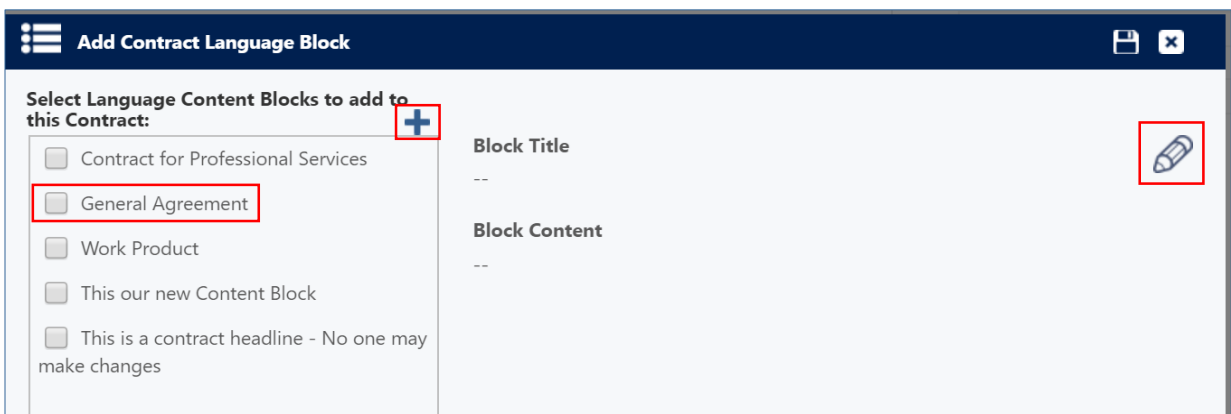 Add Contract Language Block
Select Language Content Blocks to add to
this Contract:
Contract for Professional Services
General Agreement
Work Product
This our new Content Block
This is a contract headline - No one may
make changes
Block Title
--
Block Content
--